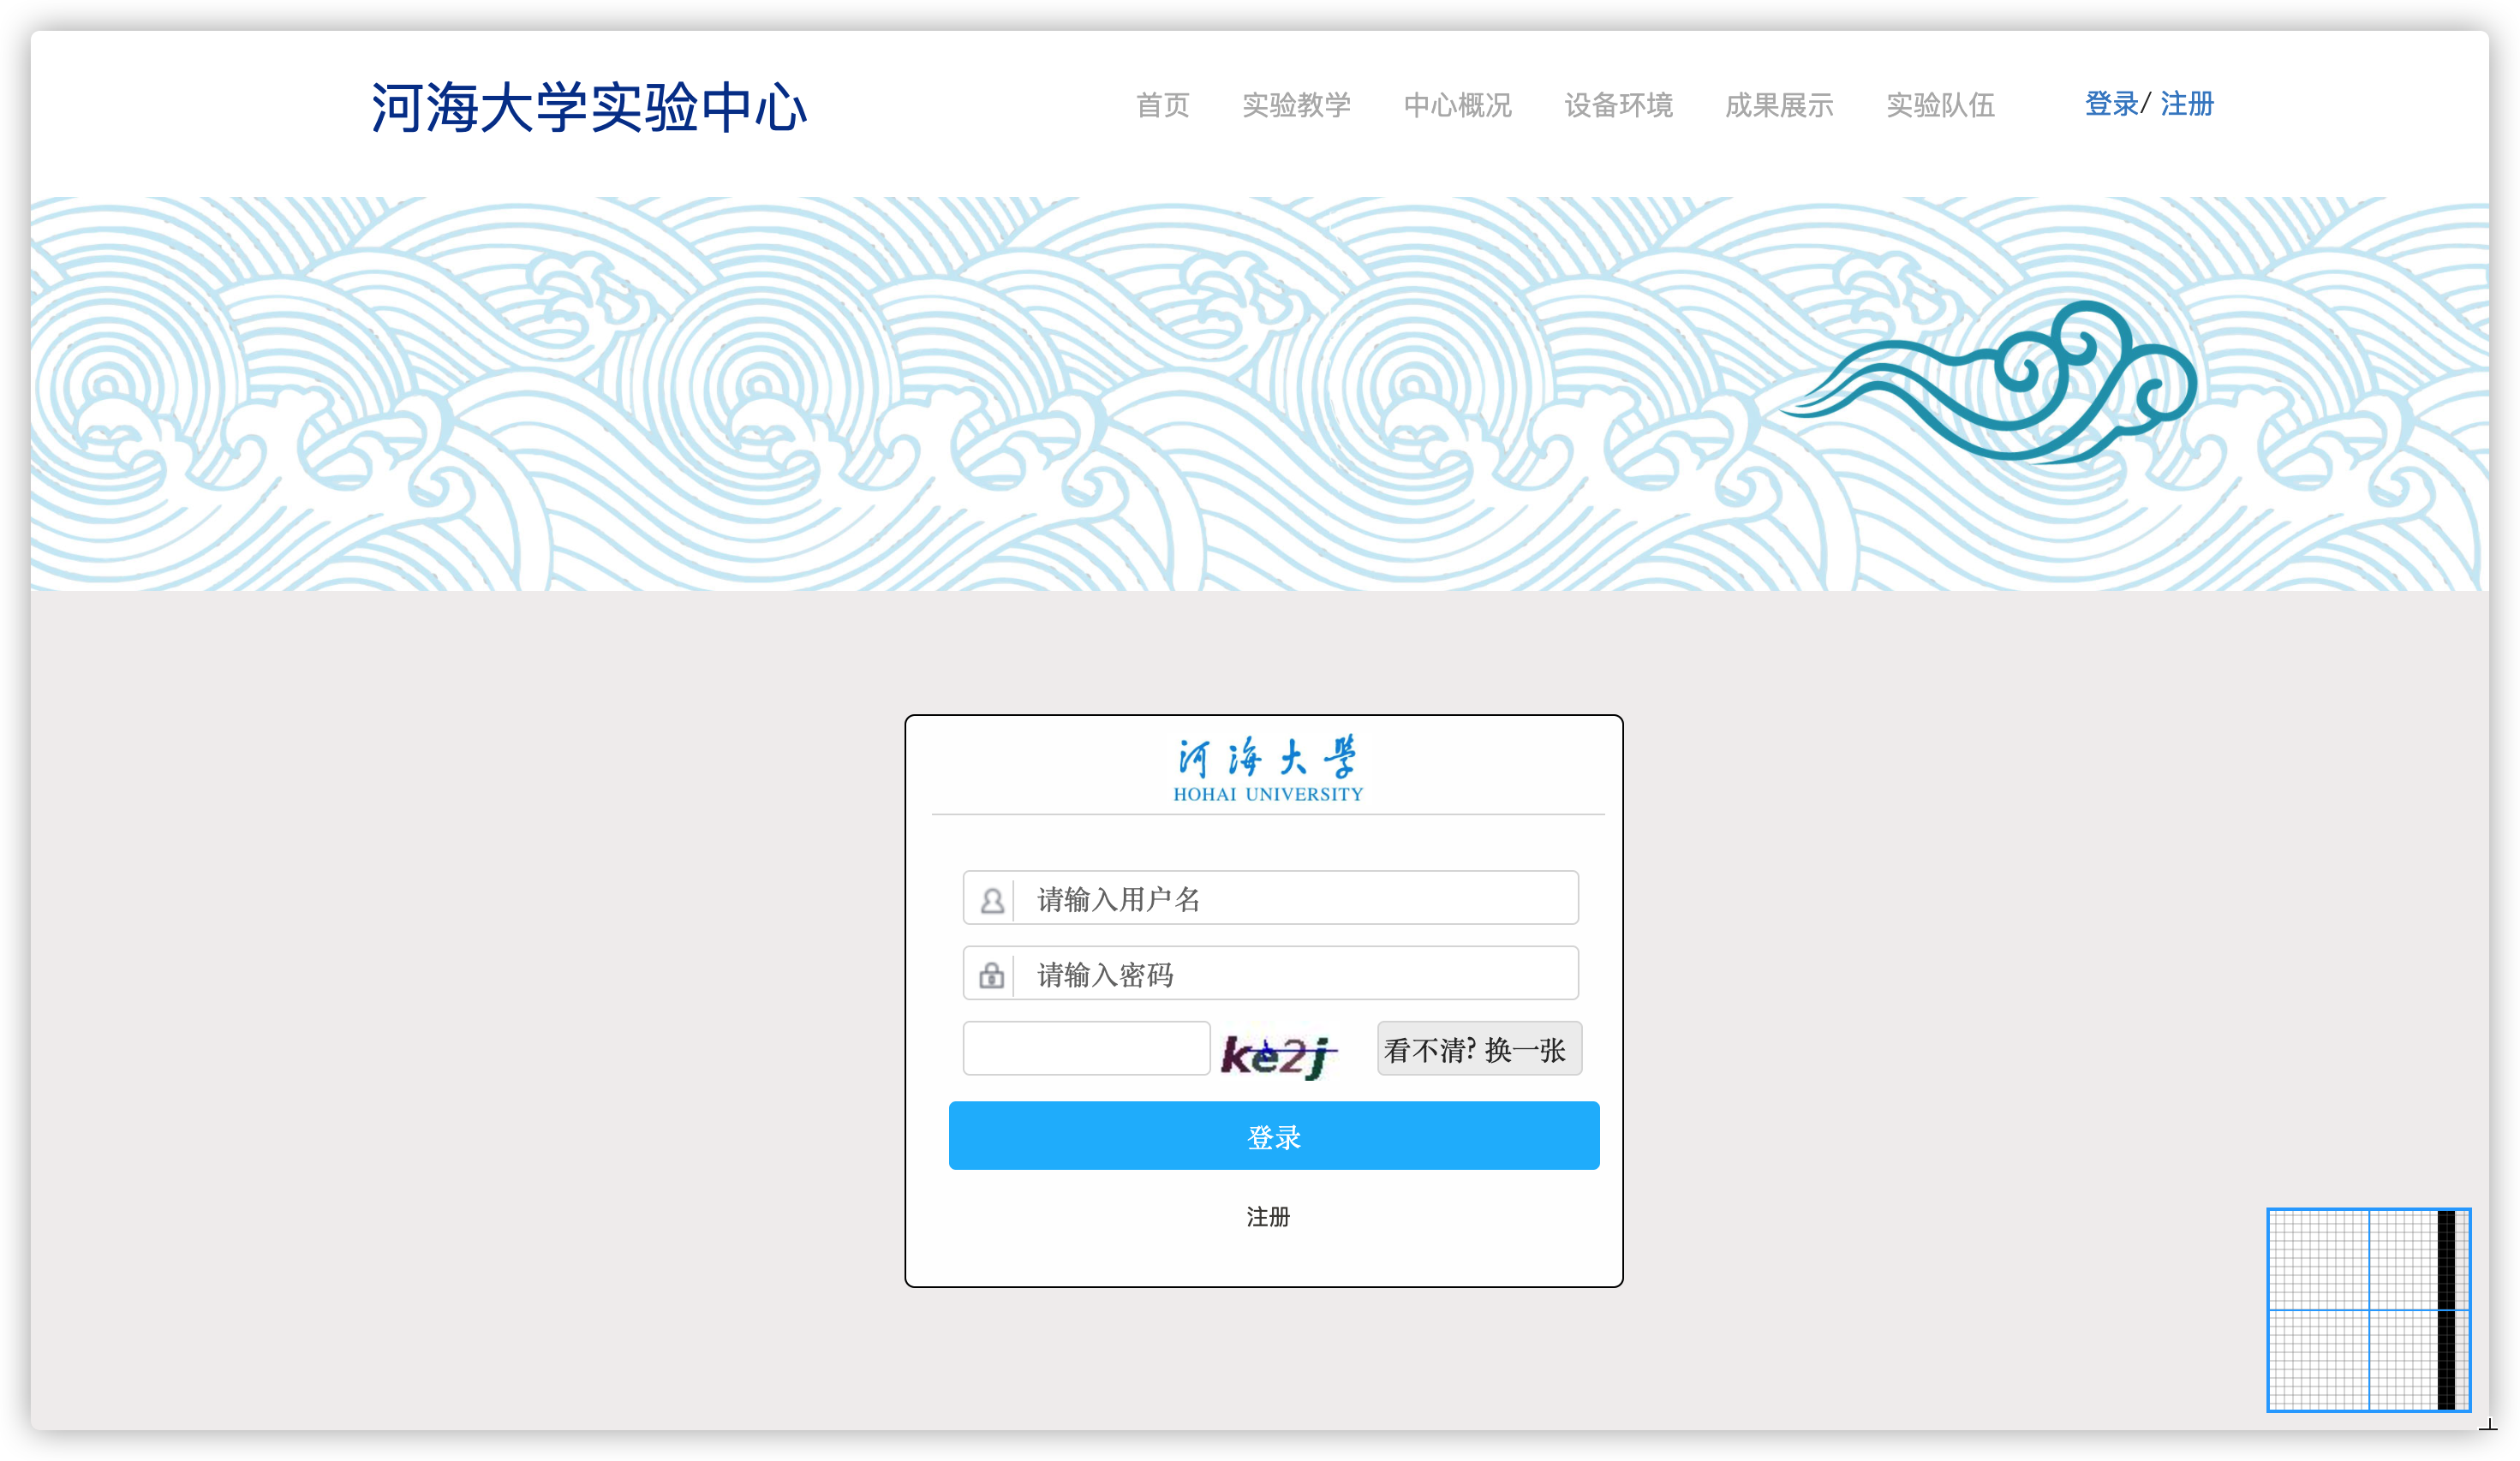 河海大学实验中心
首页 实验教学 中心概况 设备环境 成果展示 实验队伍 登录/ 注册
河海大學
HOHAI UNIVERSITY
请输入用户名
请输入密码
ke2j 看不清? 换一张
登录
注册